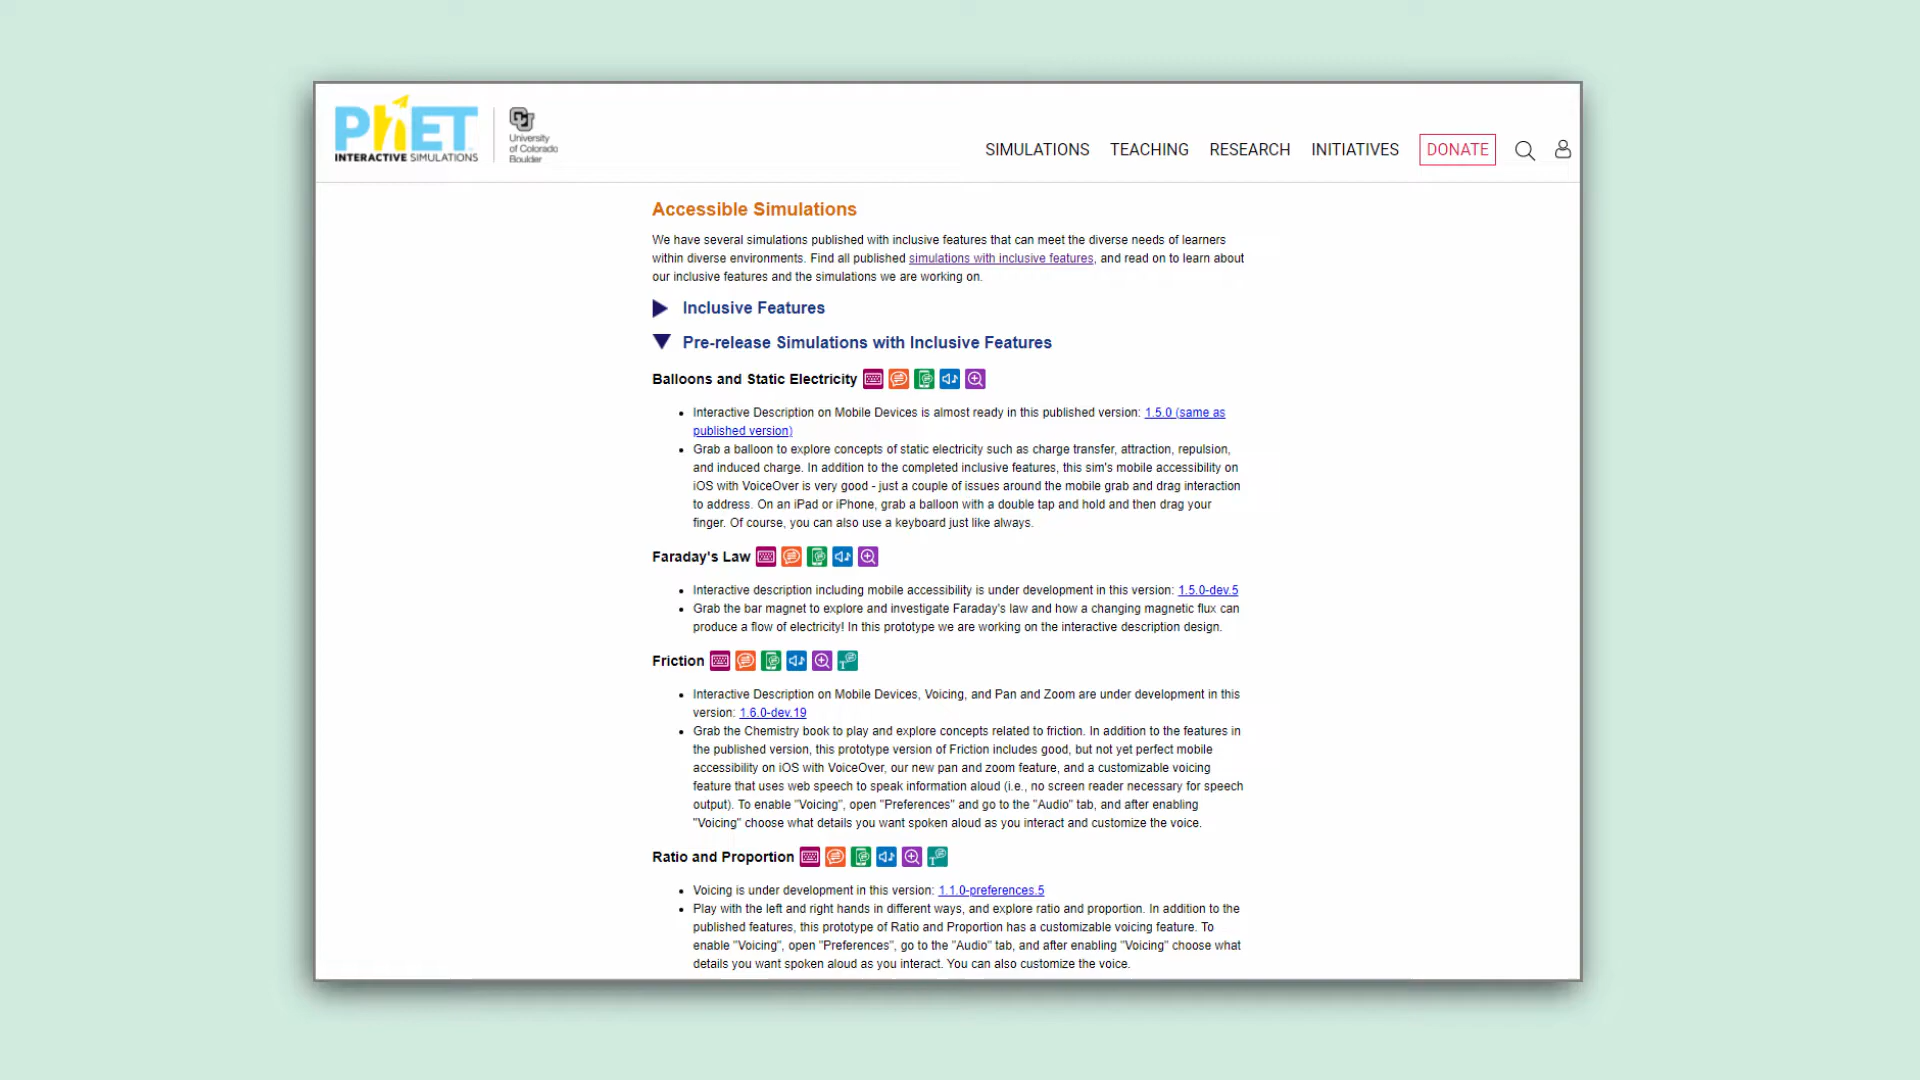 PhET
INTERACTIVE SIMULATIONS
University
of Colorado
Boulder
SIMULATIONS TEACHING RESEARCH INITIATIVES DONATE
Accessible Simulations
We have several simulations published with inclusive features that can meet the diverse needs of learners
within diverse environments. Find all published simulations with inclusive features, and read on to learn about
our inclusive features and the simulations we are working on.
Inclusive Features
Pre-release Simulations with Inclusive Features
Balloons and Static Electricity
• Interactive Description on Mobile Devices is almost ready in this published version: 1.5.0 (same as
published version)
• Grab a balloon to explore concepts of static electricity such as charge transfer, attraction, repulsion,
and induced charge. In addition to the completed inclusive features, this sim's mobile accessibility on
iOS with VoiceOver is very good - just a couple of issues around the mobile grab and drag interaction
to address. On an iPad or iPhone, grab a balloon with a double tap and hold and then drag your
finger. Of course, you can also use a keyboard just like always.
Faraday's Law
• Interactive description including mobile accessibility is under development in this version: 1.5.0-dev.5
• Grab the bar magnet to explore and investigate Faraday's law and how a changing magnetic flux can
produce a flow of electricity! In this prototype we are working on the interactive description design.
Friction
• Interactive Description on Mobile Devices, Voicing, and Pan and Zoom are under development in this
version: 1.6.0-dev.19
• Grab the Chemistry book to play and explore concepts related to friction. In addition to the features in
the published version, this prototype version of Friction includes good, but not yet perfect mobile
accessibility on iOS with VoiceOver, our new pan and zoom feature, and a customizable voicing
feature that uses web speech to speak information aloud (i.e., no screen reader necessary for speech
output). To enable "Voicing", open "Preferences" and go to the "Audio" tab, and after enabling
"Voicing" choose what details you want spoken aloud as you interact and customize the voice.
Ratio and Proportion
• Voicing is under development in this version: 1.1.0-preferences.5
• Play with the left and right hands in different ways, and explore ratio and proportion. In addition to the
published features, this prototype of Ratio and Proportion has a customizable voicing feature. To
enable "Voicing", open "Preferences", go to the "Audio" tab, and after enabling "Voicing" choose what
details you want spoken aloud as you interact. You can also customize the voice.